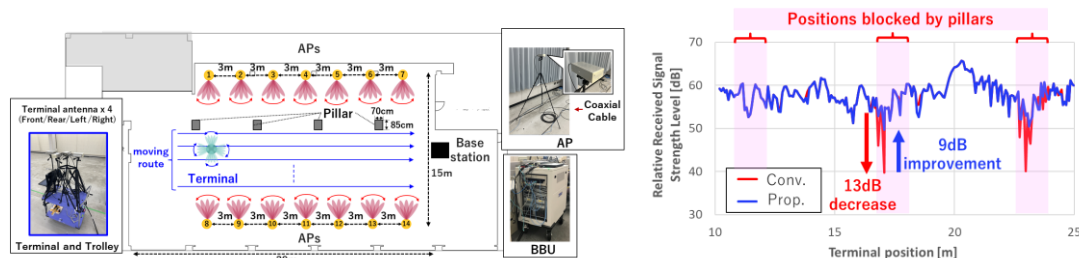 APs
3m 3m 3m 3m 3m 3m
1 2 3 4 5 6 7
Terminal antenna x 4
(Front/Rear/Left/Right)
Terminal and Trolley
Pillar
70cm
85cm
moving
route
Terminal
Base
station
15m
3m 3m 3m 3m 3m 3m
8 9 10 11 12 13 14
APs
Coaxial
Cable
AP
BBU
Positions blocked by pillars
Relative Received Signal
Strength Level [dB]
70
60
50
40
30
Conv.
Prop.
13dB
decrease
9dB
improvement
10 15 20 25
Terminal position [m]